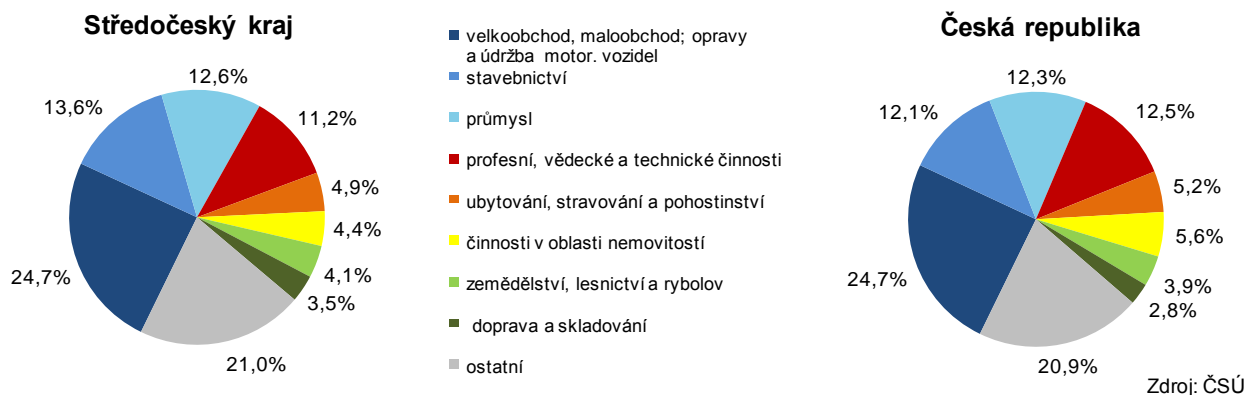 Středočeský kraj
12,6%
13,6%
11,2%
4,9%
4,4%
4,1%
3,5%
24,7%
21,0%
velkoobchod, maloobchod; opravy
a údržba motor. vozidel
stavebnictví
průmysl
profesní, vědecké a technické činnosti
ubytování, stravování a pohostinství
činnosti v oblasti nemovitostí
zemědělství, lesnictví a rybolov
doprava a skladování
ostatní
Česká republika
12,3%
12,1%
12,5%
5,2%
5,6%
3,9%
2,8%
24,7%
20,9%
Zdroj: ČSÚ